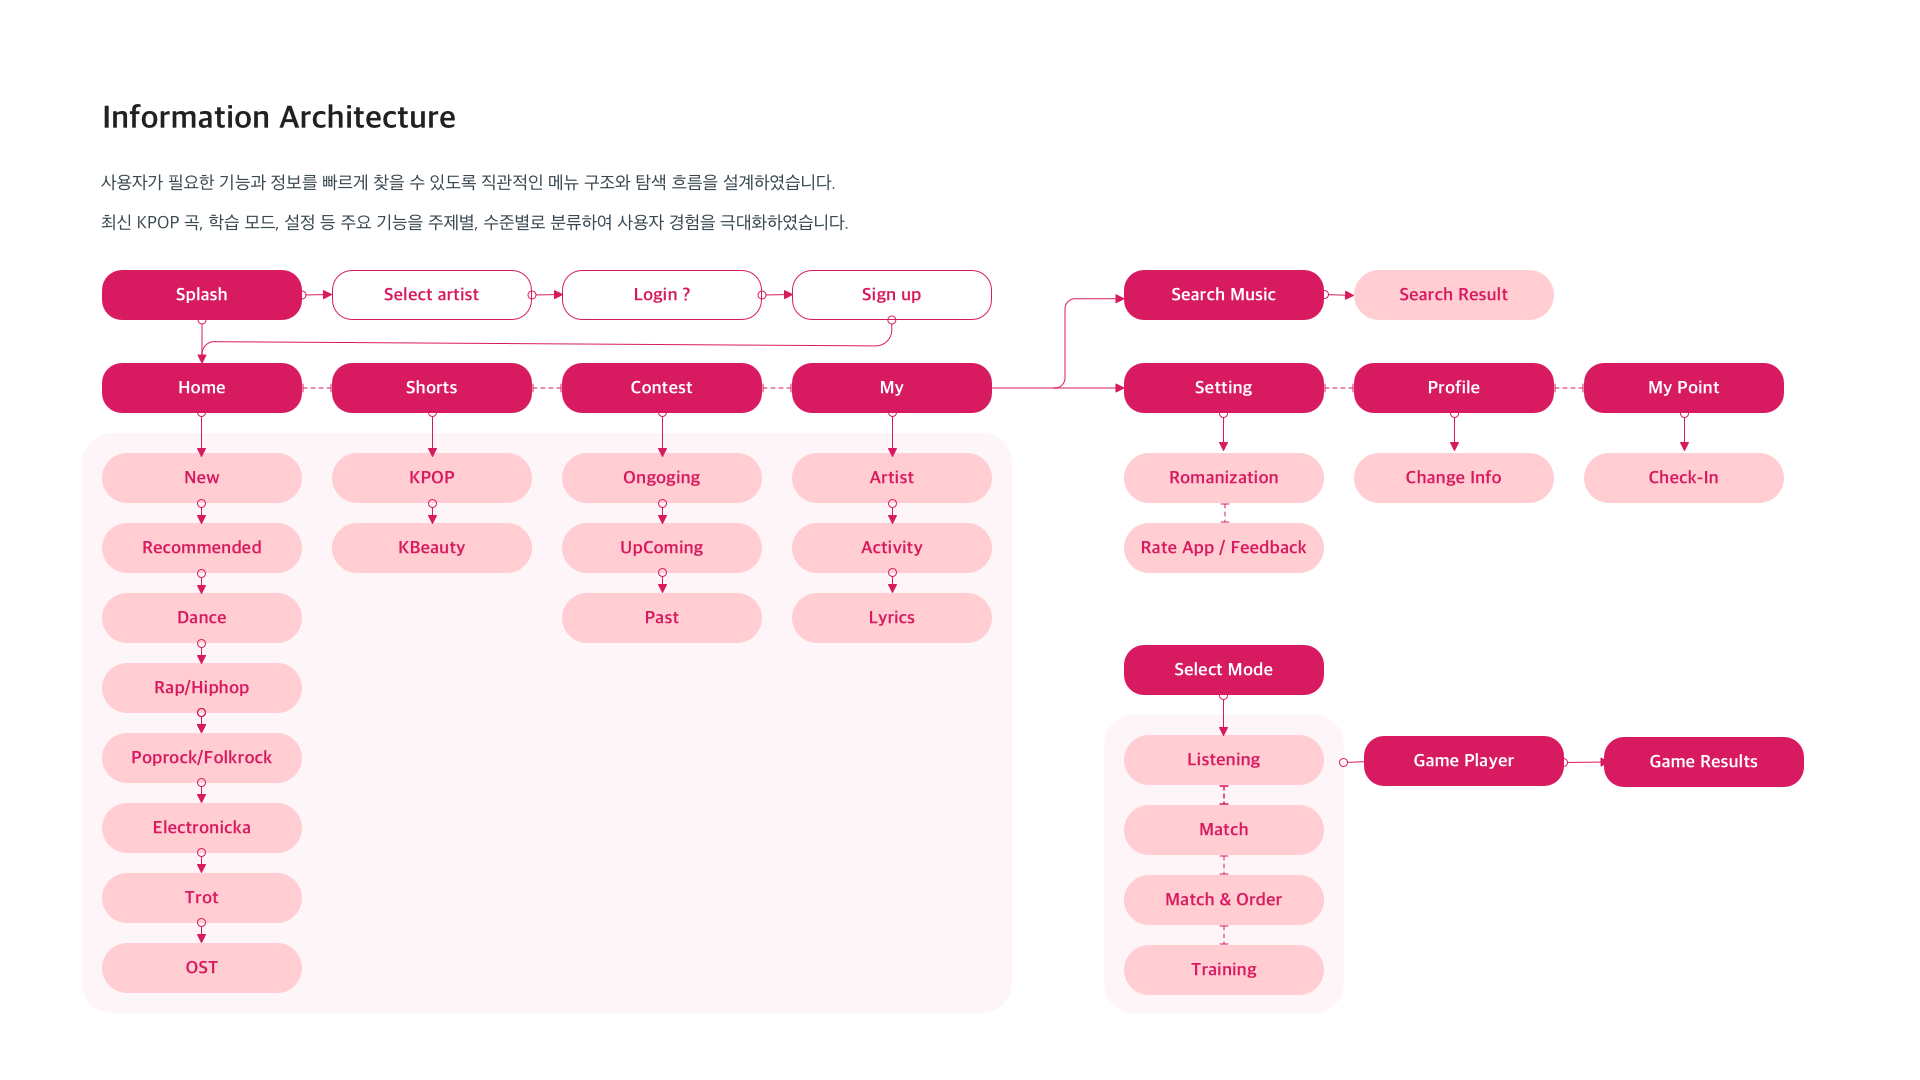 Information Architecture
사용자가 필요한 기능과 정보를 빠르게 찾을 수 있도록 직관적인 메뉴 구조와 탐색 흐름을 설계하였습니다.
최신 KPOP 곡, 학습 모드, 설정 등 주요 기능을 주제별, 수준별로 분류하여 사용자 경험을 극대화하였습니다.
Splash
Select artist
Login ?
Sign up
Search Music
Search Result
Home
Shorts
Contest
My
Setting
Profile
My Point
New
KPOP
Ongoging
Artist
Romanization
Change Info
Check-In
Recommended
KBeauty
UpComing
Activity
Rate App / Feedback
Dance
Past
Lyrics
Rap/Hiphop
Poprock/Folkrock
Electronicka
Trot
OST
Select Mode
Listening
Game Player
Game Results
Match
Match & Order
Training